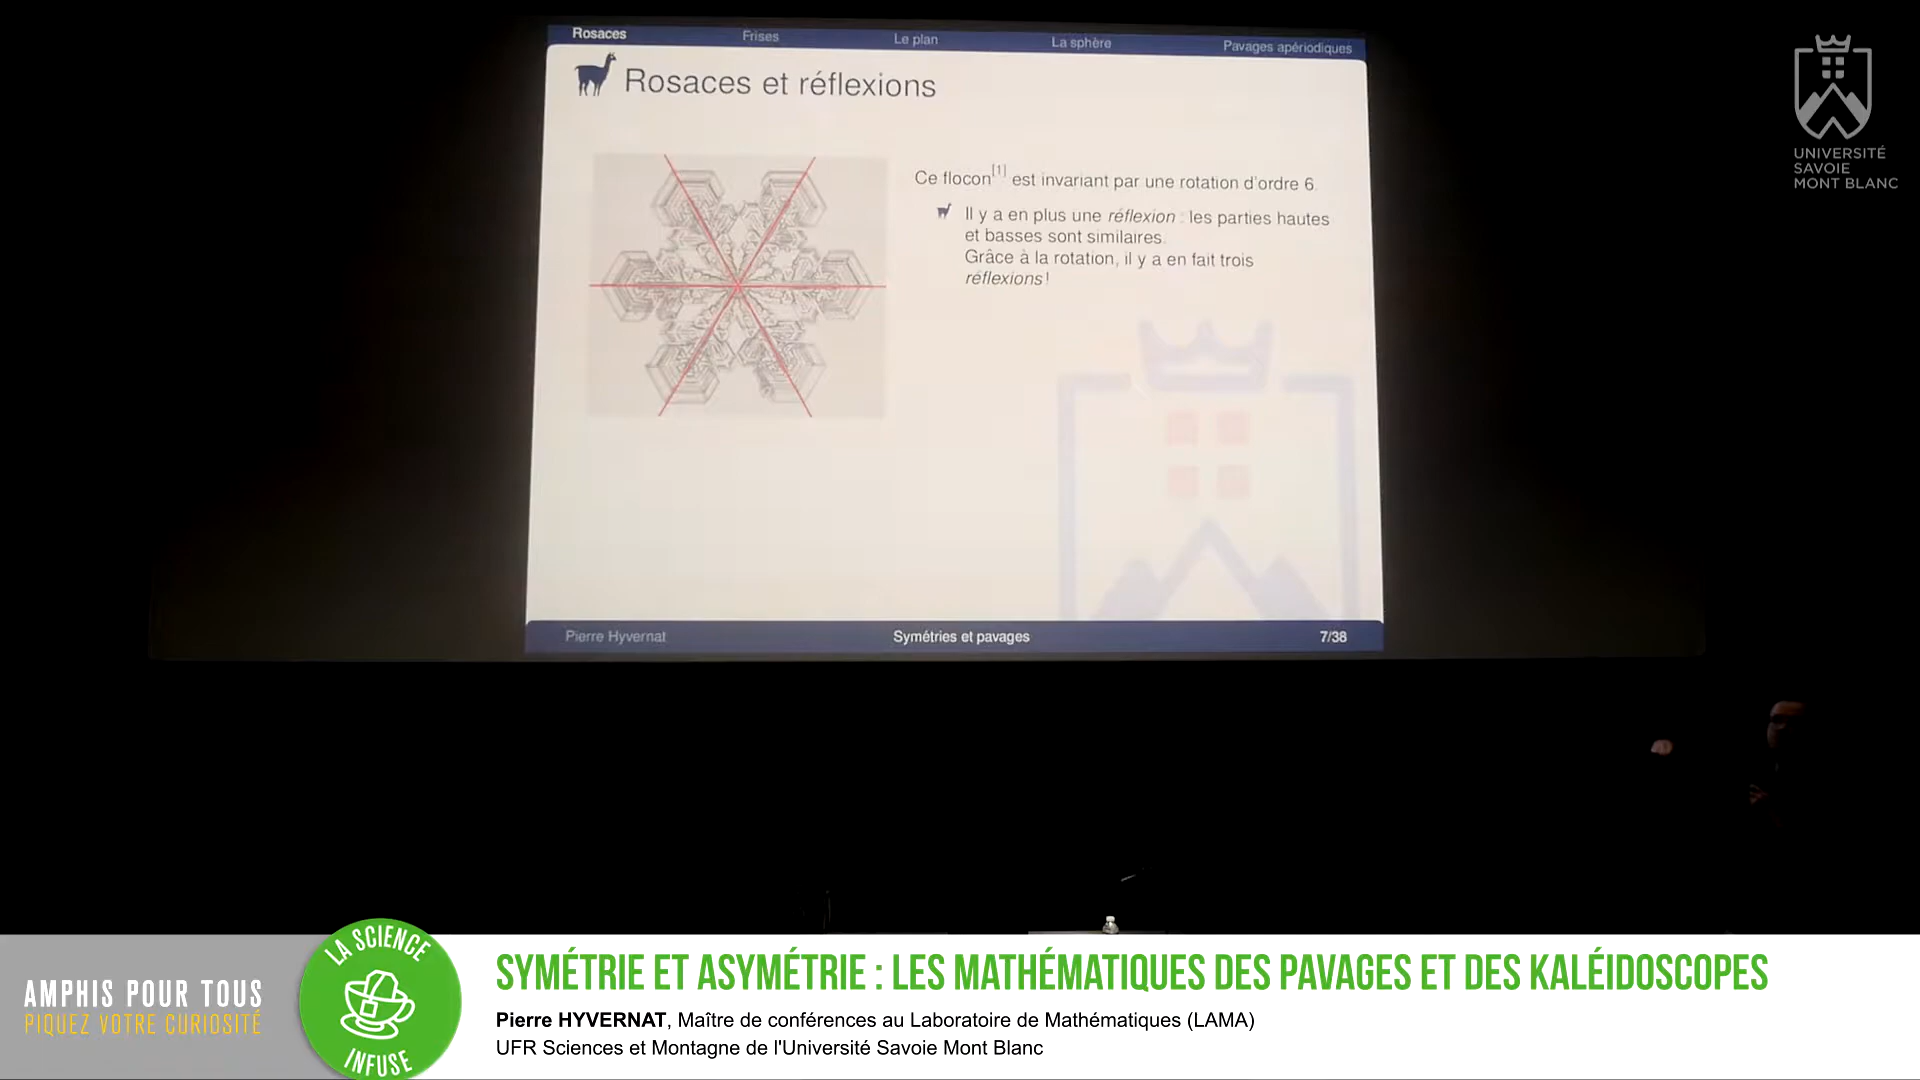 Rosaces Frises Le plan La sphère Pavages apériodiques
Rosaces et réflexions
Ce flocon[1] est invariant par une rotation d'ordre 6.
Il y a en plus une réflexion : les parties hautes
et basses sont similaires.
Grâce à la rotation, il y a en fait trois
réflexions !
Pierre Hyvernat Symétries et pavages 7/38
UNIVERSITÉ
SAVOIE
MONT BLANC
AMPHIS POUR TOUS
PIQUEZ VOTRE CURIOSITÉ
LA SCIENCE
INFUSE
SYMÉTRIE ET ASYMÉTRIE : LES MATHÉMATIQUES DES PAVAGES ET DES KALÉIDOSCOPES
Pierre HYVERNAT, Maître de conférences au Laboratoire de Mathématiques (LAMA)
UFR Sciences et Montagne de l'Université Savoie Mont Blanc